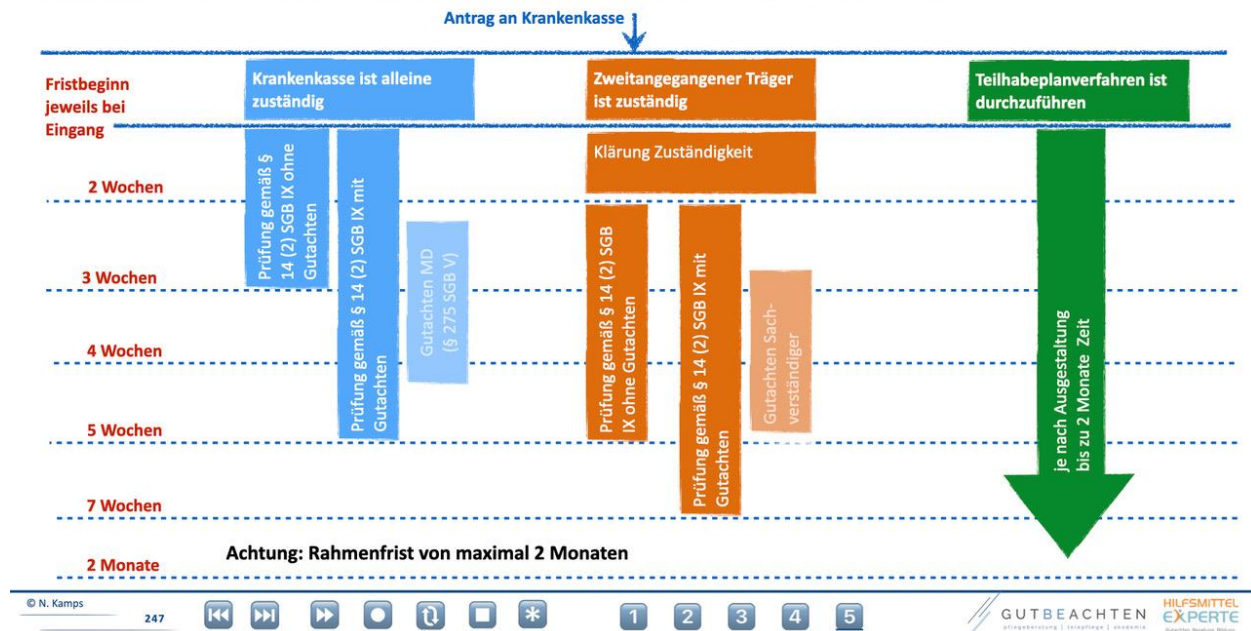 Antrag an Krankenkasse
Fristbeginn
jeweils bei
Eingang
Krankenkasse ist alleine
zuständig
Zweitangegangener Träger
ist zuständig
Teilhabeplanverfahren ist
durchzuführen
Klärung Zuständigkeit
2 Wochen
3 Wochen
4 Wochen
5 Wochen
7 Wochen
2 Monate
Prüfung gemäß §
14 (2) SGB IX ohne
Gutachten
Prüfung gemäß § 14 (2) SGB IX mit
Gutachten
Gutachten MD
(§ 275 SGB V)
Prüfung gemäß § 14 (2) SGB
IX ohne Gutachten
Prüfung gemäß § 14 (2) SGB IX mit
Gutachten
Gutachten Sach-
verständiger
je nach Ausgestaltung
bis zu 2 Monate Zeit
Achtung: Rahmenfrist von maximal 2 Monaten
© N. Kamps
247
1 2 3 4 5
GUTBEACHTEN
pflegeberatung | telepflege | akademie
HILFSMITTEL
EXPERTE